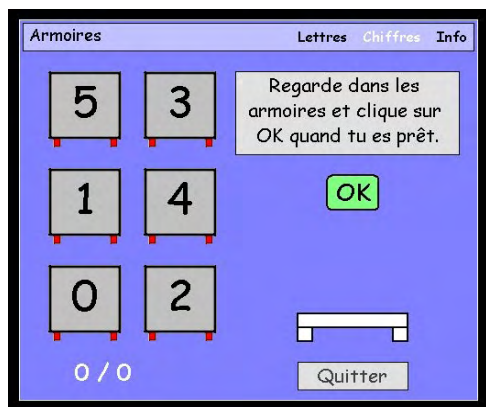 Armoires Lettres Chiffres Info
5 3
Regarde dans les
armoires et clique sur
OK quand tu es prêt.
1 4
OK
0 2
0 / 0
Quitter